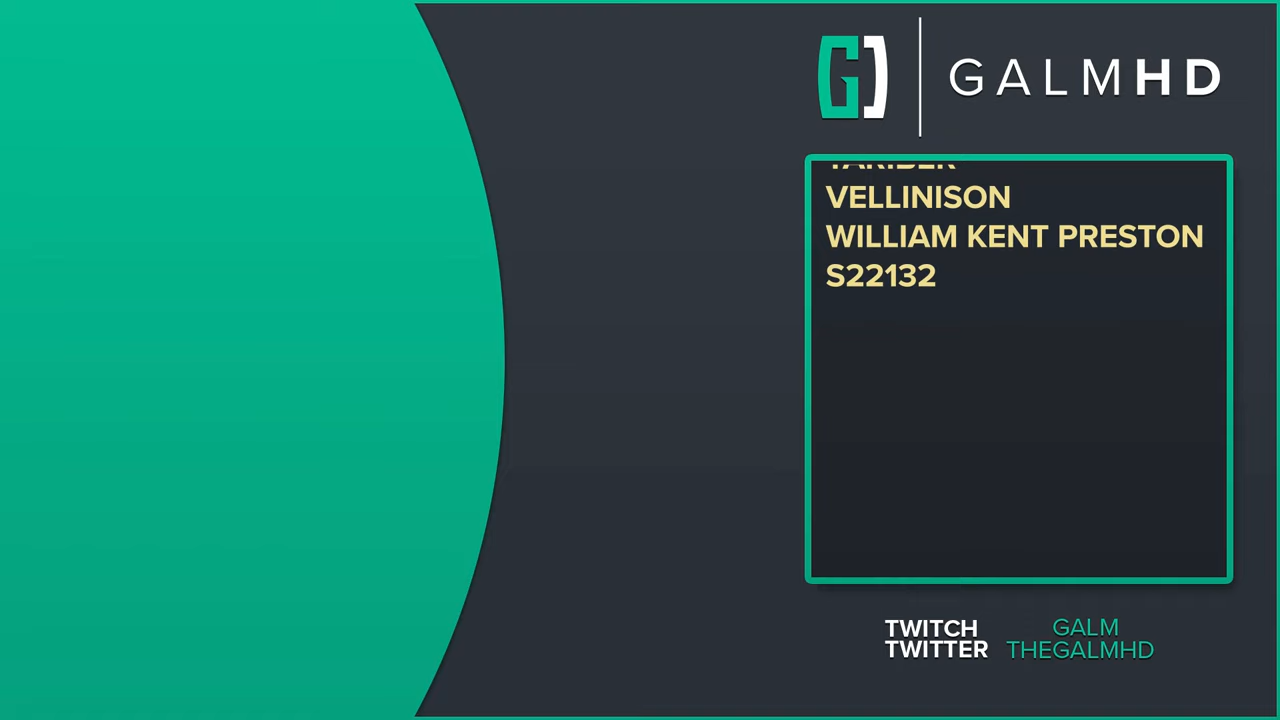 GALMHD
VELLINISON
WILLIAM KENT PRESTON
S22132
TWITCH GALM
TWITTER THEGALMHD